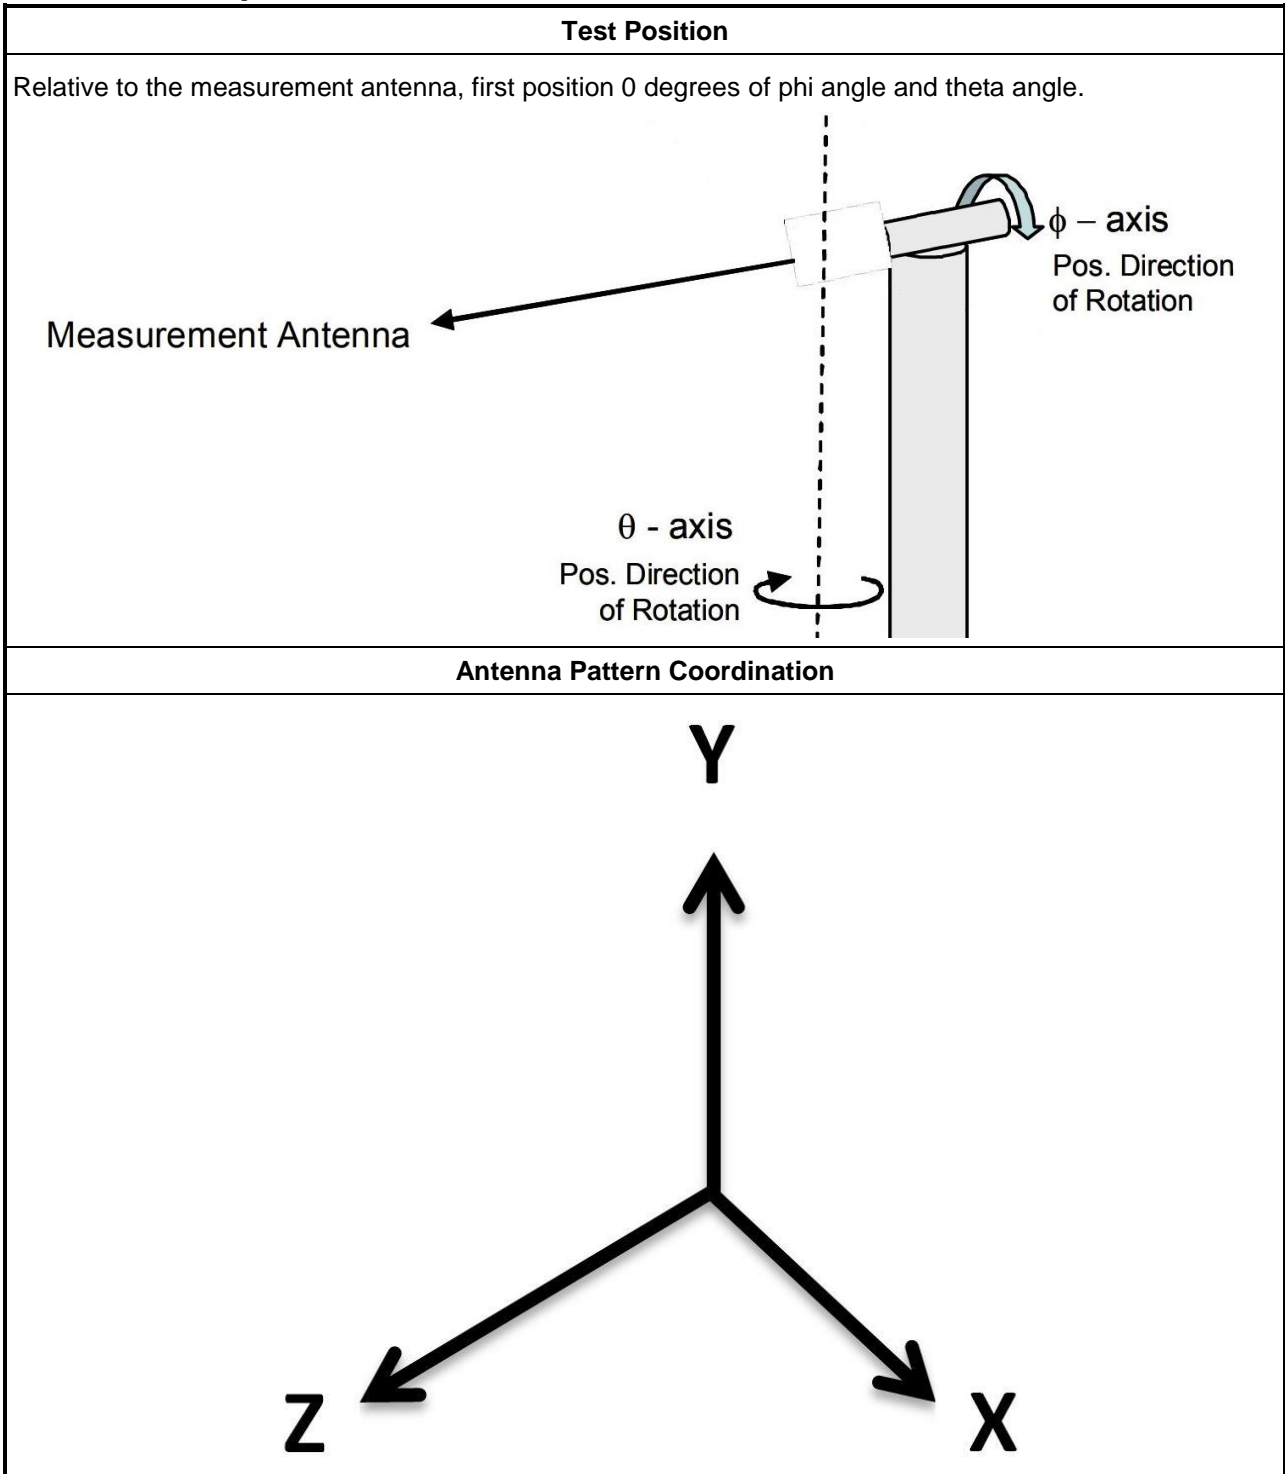 Test Position
Relative to the measurement antenna, first position 0 degrees of phi angle and theta angle.
ϕ – axis
Pos. Direction
of Rotation
Measurement Antenna
θ - axis
Pos. Direction
of Rotation
Antenna Pattern Coordination
Y
Z
X